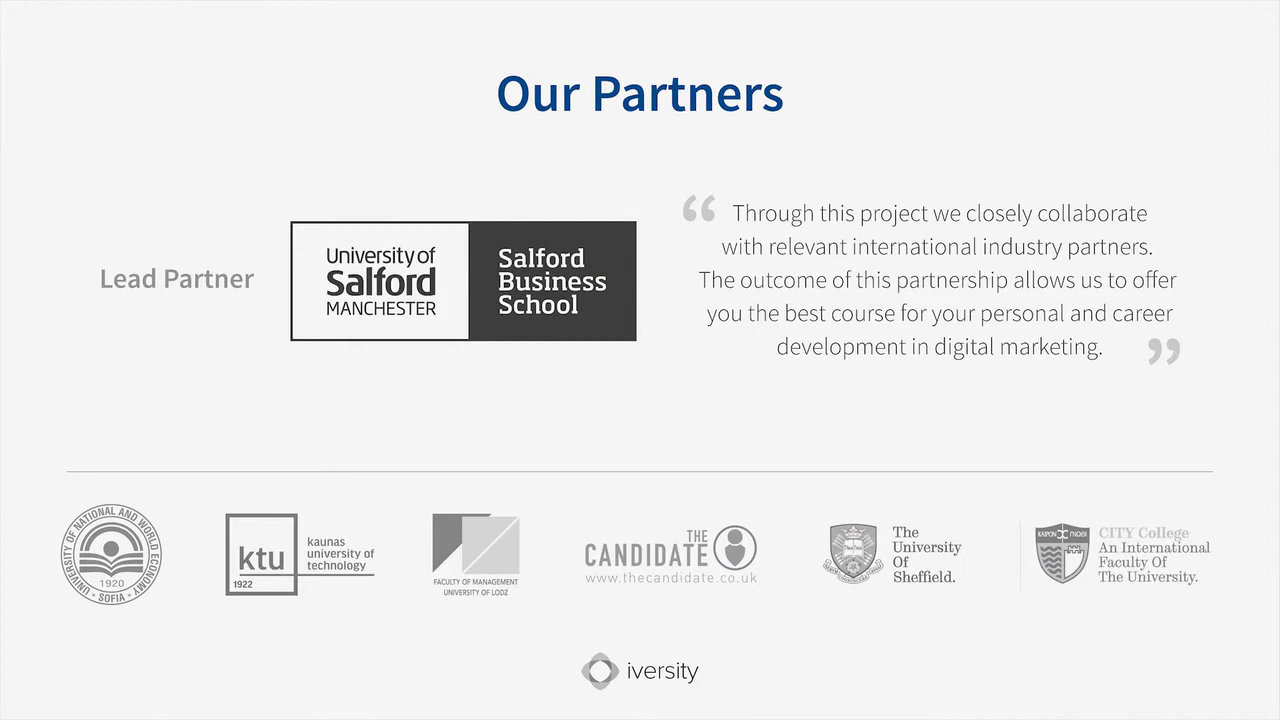 Our Partners
Lead Partner
University of
Salford
MANCHESTER
Salford
Business
School
“ Through this project we closely collaborate
with relevant international industry partners.
The outcome of this partnership allows us to offer
you the best course for your personal and career
development in digital marketing. ”
UNIVERSITY OF NATIONAL AND WORLD ECONOMY
1920
• SOFIA •
ktu
1922
kaunas
university of
technology
FACULTY OF MANAGEMENT
UNIVERSITY OF LODZ
THE
CANDIDATE
www.thecandidate.co.uk
The
University
Of
Sheffield.
ΚΑΙΡΟΝ ΓΝΩΘΙ
CITY College
An International
Faculty Of
The University.
iversity